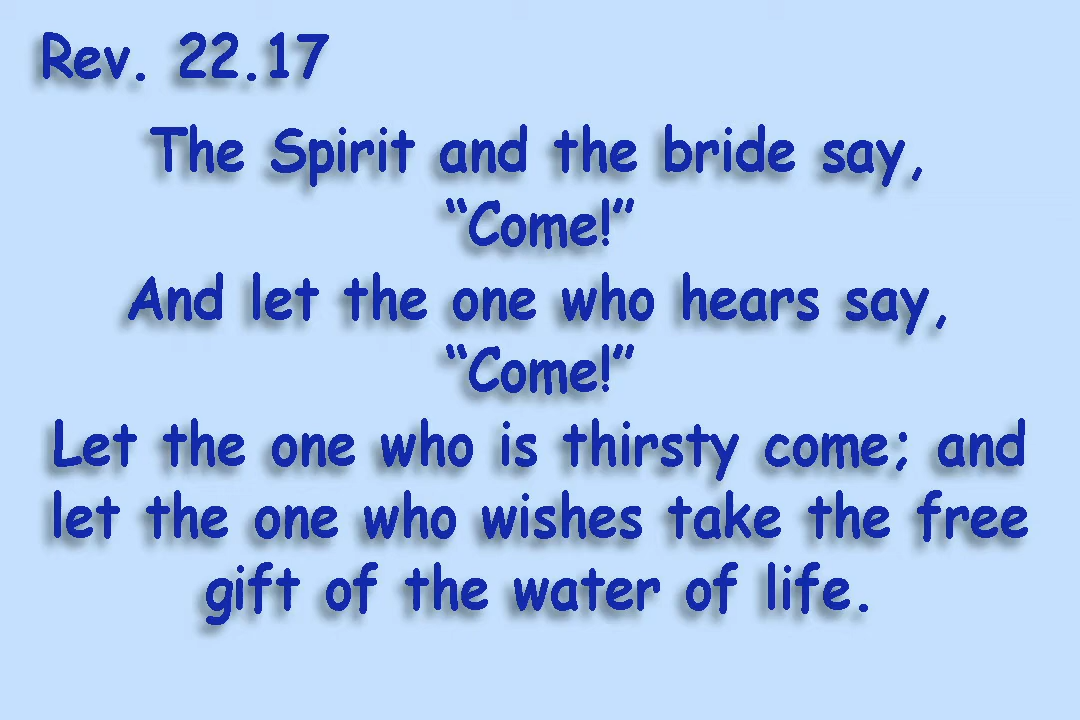 Rev. 22.17
The Spirit and the bride say,
“Come!”
And let the one who hears say,
“Come!”
Let the one who is thirsty come; and
let the one who wishes take the free
gift of the water of life.